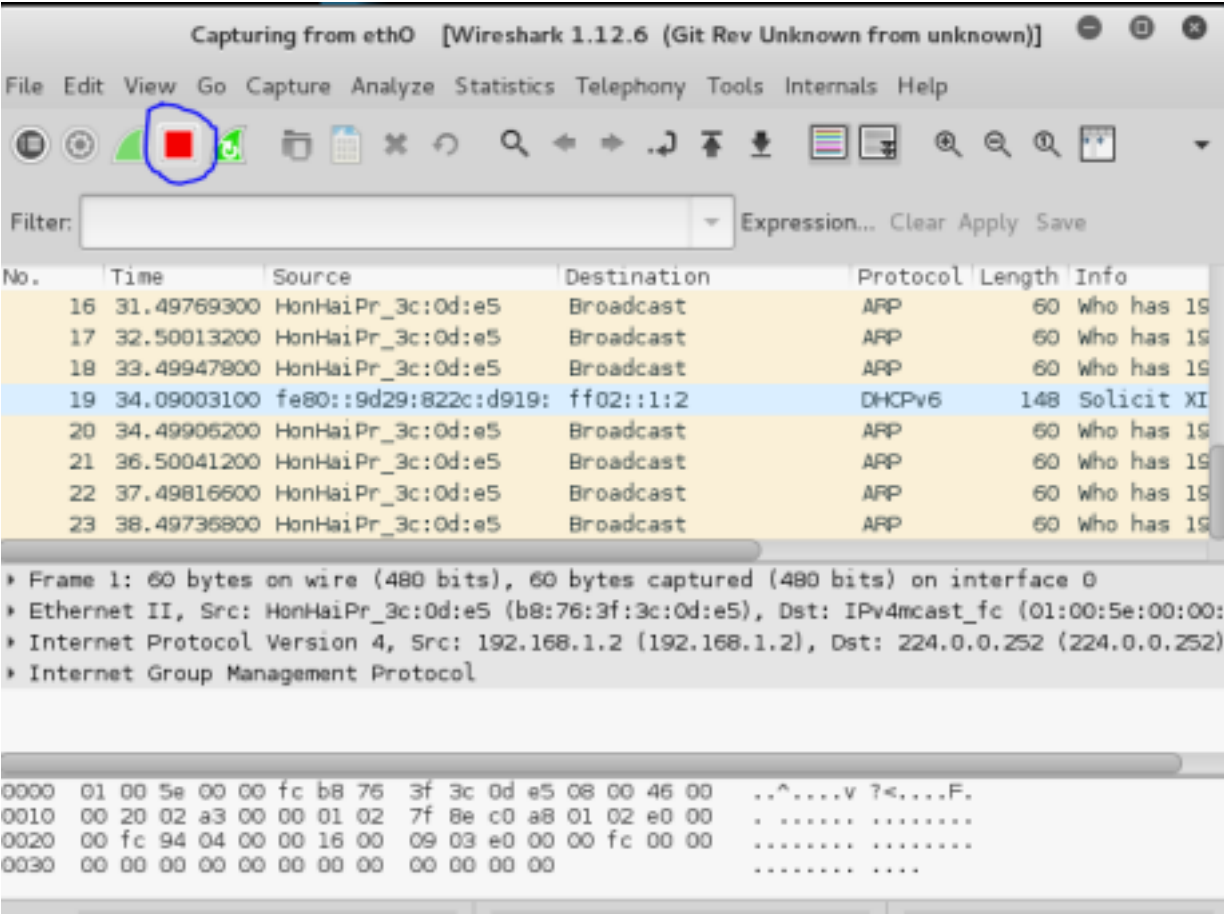 Capturing from eth0 [Wireshark 1.12.6 (Git Rev Unknown from unknown)]
File Edit View Go Capture Analyze Statistics Telephony Tools Internals Help
Filter: Expression... Clear Apply Save
No. Time Source Destination Protocol Length Info
16 31.49769300 HonHaiPr_3c:0d:e5 Broadcast ARP 60 Who has 19
17 32.50013200 HonHaiPr_3c:0d:e5 Broadcast ARP 60 Who has 19
18 33.49947800 HonHaiPr_3c:0d:e5 Broadcast ARP 60 Who has 19
19 34.09003100 fe80::9d29:822c:d919: ff02::1:2 DHCPv6 148 Solicit XI
20 34.49906200 HonHaiPr_3c:0d:e5 Broadcast ARP 60 Who has 19
21 36.50041200 HonHaiPr_3c:0d:e5 Broadcast ARP 60 Who has 19
22 37.49816600 HonHaiPr_3c:0d:e5 Broadcast ARP 60 Who has 19
23 38.49736800 HonHaiPr_3c:0d:e5 Broadcast ARP 60 Who has 19
Frame 1: 60 bytes on wire (480 bits), 60 bytes captured (480 bits) on interface 0
Ethernet II, Src: HonHaiPr_3c:0d:e5 (b8:76:3f:3c:0d:e5), Dst: IPv4mcast_fc (01:00:5e:00:00:
Internet Protocol Version 4, Src: 192.168.1.2 (192.168.1.2), Dst: 224.0.0.252 (224.0.0.252)
Internet Group Management Protocol
0000 01 00 5e 00 00 fc b8 76 3f 3c 0d e5 08 00 46 00 ..^....v ?<....F.
0010 00 20 02 a3 00 00 01 02 7f 8e c0 a8 01 02 e0 00 . ...... ........
0020 00 fc 94 04 00 00 16 00 09 03 e0 00 00 fc 00 00 ........ ........
0030 00 00 00 00 00 00 00 00 00 00 00 00 ........ ....